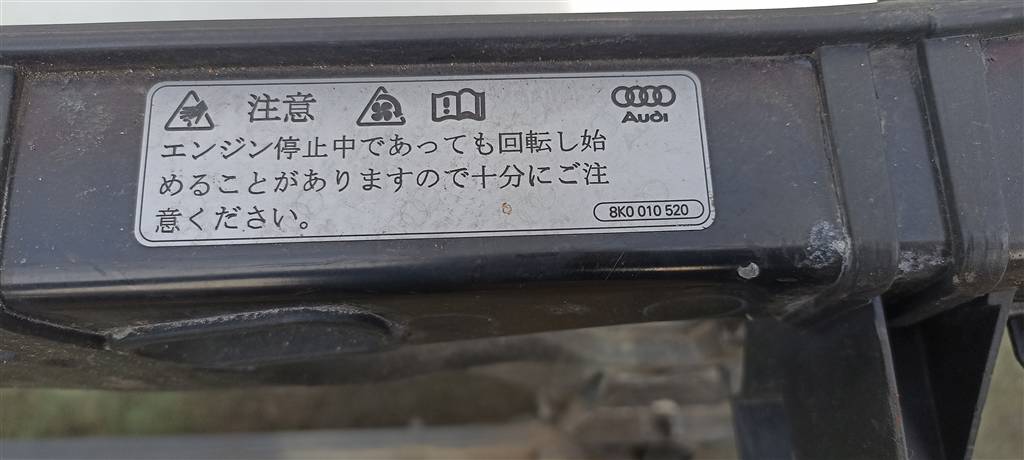 注意
Audi
エンジン停止中であっても回転し始
めることがありますので十分にご注
意ください。
8K0 010 520